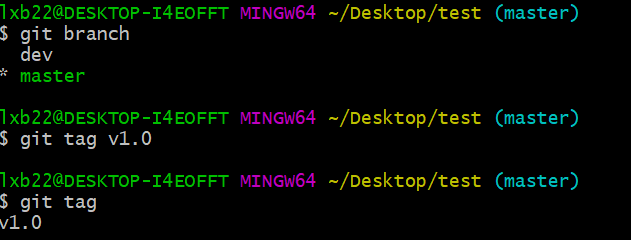 lxb22@DESKTOP-I4EOFFT MINGW64 ~/Desktop/test (master)
$ git branch
  dev
* master
lxb22@DESKTOP-I4EOFFT MINGW64 ~/Desktop/test (master)
$ git tag v1.0
lxb22@DESKTOP-I4EOFFT MINGW64 ~/Desktop/test (master)
$ git tag
v1.0